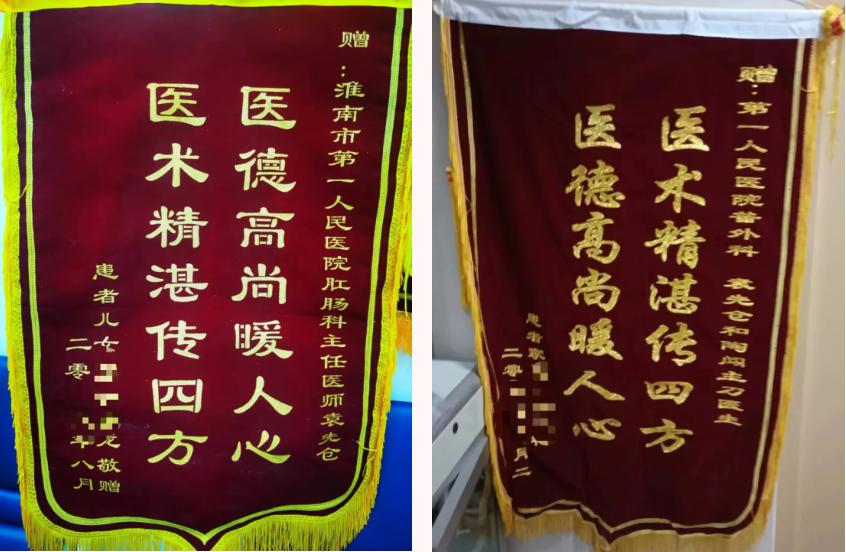 赠：淮南市第一人民医院肛肠科主任医师袁先仓
医德高尚暖人心
医术精湛传四方
患者儿女 龙敬赠
二零 年八月
赠：第一人民医院普外科 袁先仓和陶闯主刀医生
医术精湛传四方
医德高尚暖人心
患者家
二零 月二